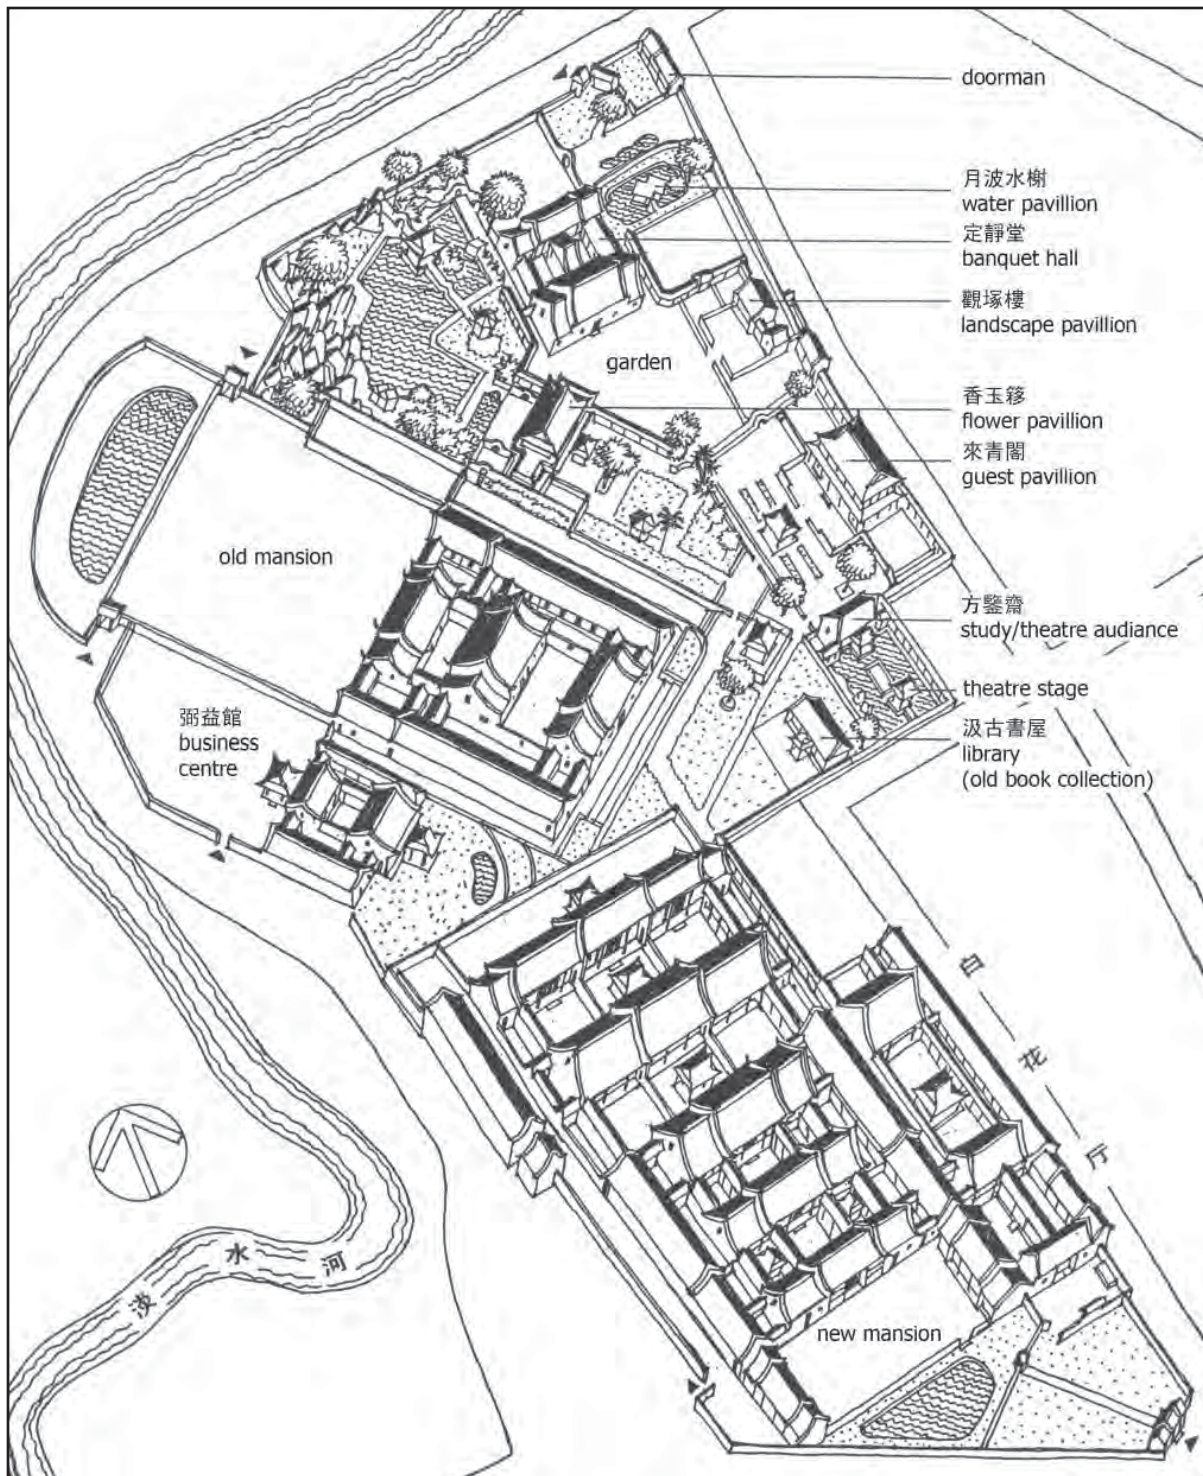 doorman
月波水榭
water pavillion
定靜堂
banquet hall
觀塚樓
landscape pavillion
garden
香玉簃
flower pavillion
來青閣
guest pavillion
old mansion
方鑒齋
study/theatre audiance
theatre stage
弼益館
business
centre
汲古書屋
library
(old book collection)
白花厅
淡水河
new mansion